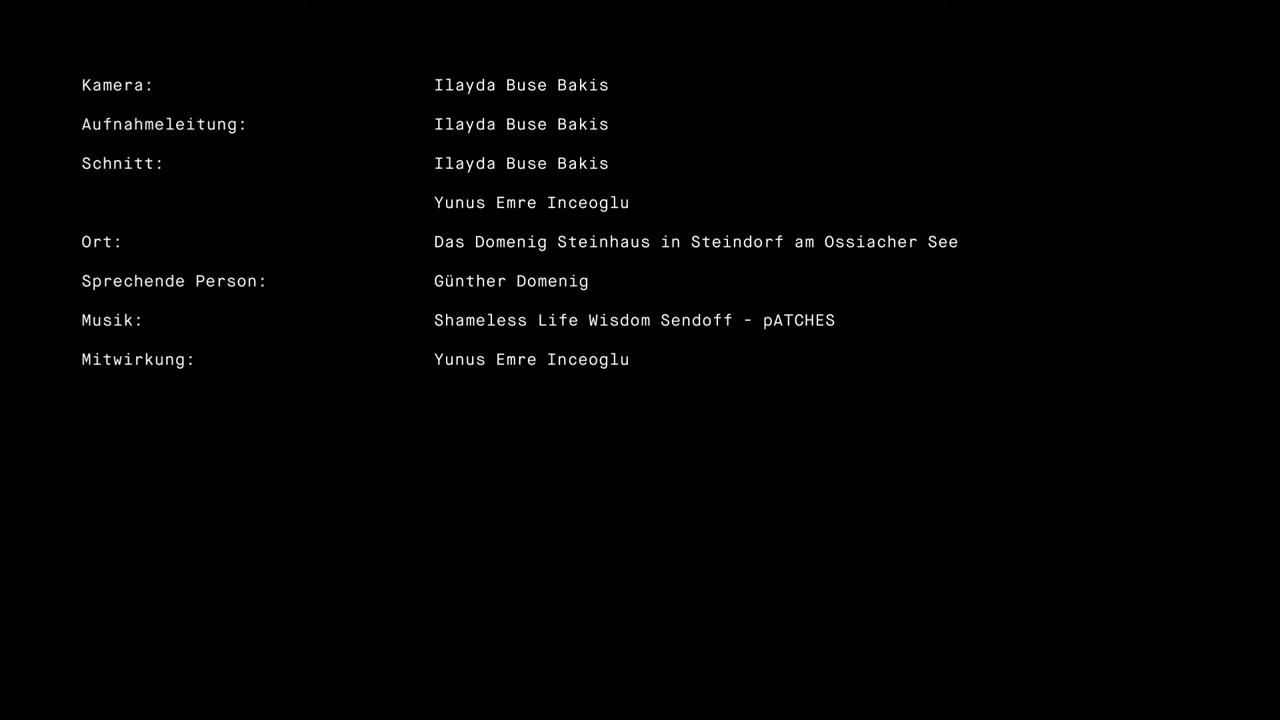 Kamera: Ilayda Buse Bakis
Aufnahmeleitung: Ilayda Buse Bakis
Schnitt: Ilayda Buse Bakis
Yunus Emre Inceoglu
Ort: Das Domenig Steinhaus in Steindorf am Ossiacher See
Sprechende Person: Günther Domenig
Musik: Shameless Life Wisdom Sendoff - pATCHES
Mitwirkung: Yunus Emre Inceoglu